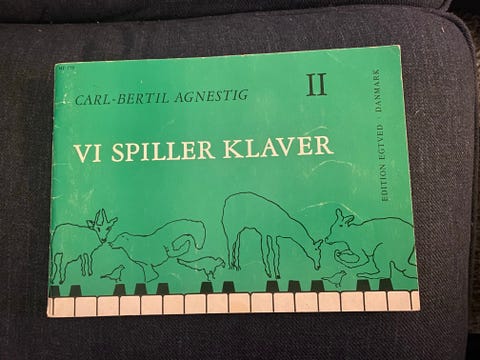 CARL-BERTIL AGNESTIG
II
VI SPILLER KLAVER
EDITION EGTVED · DANMARK